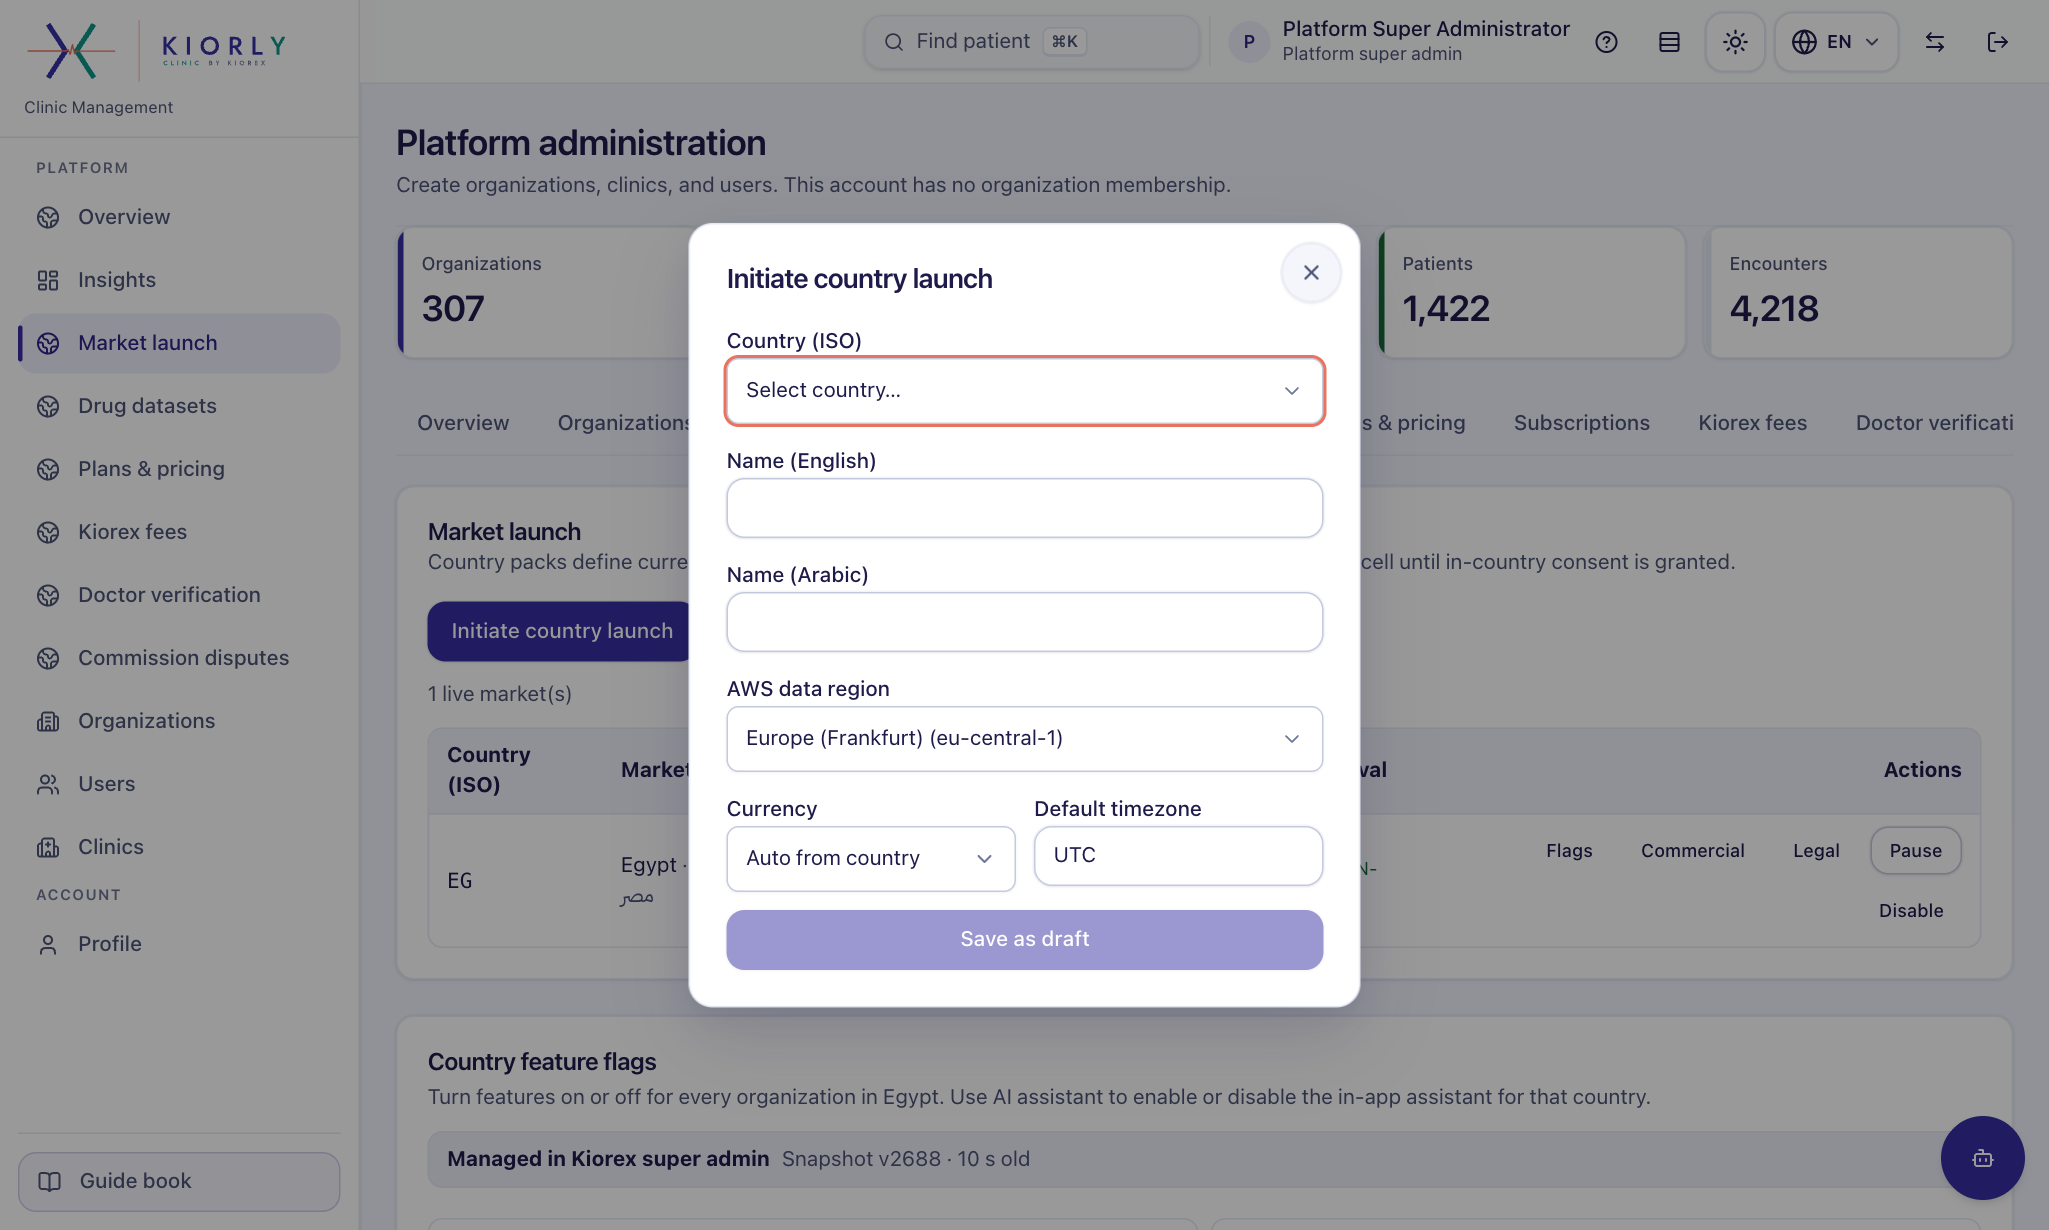 KIORLY
CLINIC BY KIOREX
Clinic Management
Find patient ⌘K
P
Platform Super Administrator
Platform super admin
EN
PLATFORM
Overview
Insights
Market launch
Drug datasets
Plans & pricing
Kiorex fees
Doctor verification
Commission disputes
Organizations
Users
Clinics
ACCOUNT
Profile
Guide book
Platform administration
Create organizations, clinics, and users. This account has no organization membership.
Organizations
307
Patients
1,422
Encounters
4,218
Overview
Organizations
s & pricing
Subscriptions
Kiorex fees
Doctor verificati
Market launch
Country packs define curre
cell until in-country consent is granted.
Initiate country launch
1 live market(s)
Country (ISO)
Market
val
Actions
EG
Egypt ·
مصر
N-
Flags
Commercial
Legal
Pause
Disable
Country feature flags
Turn features on or off for every organization in Egypt. Use AI assistant to enable or disable the in-app assistant for that country.
Managed in Kiorex super admin Snapshot v2688 · 10 s old
Initiate country launch
Country (ISO)
Select country...
Name (English)
Name (Arabic)
AWS data region
Europe (Frankfurt) (eu-central-1)
Currency
Default timezone
Auto from country
UTC
Save as draft